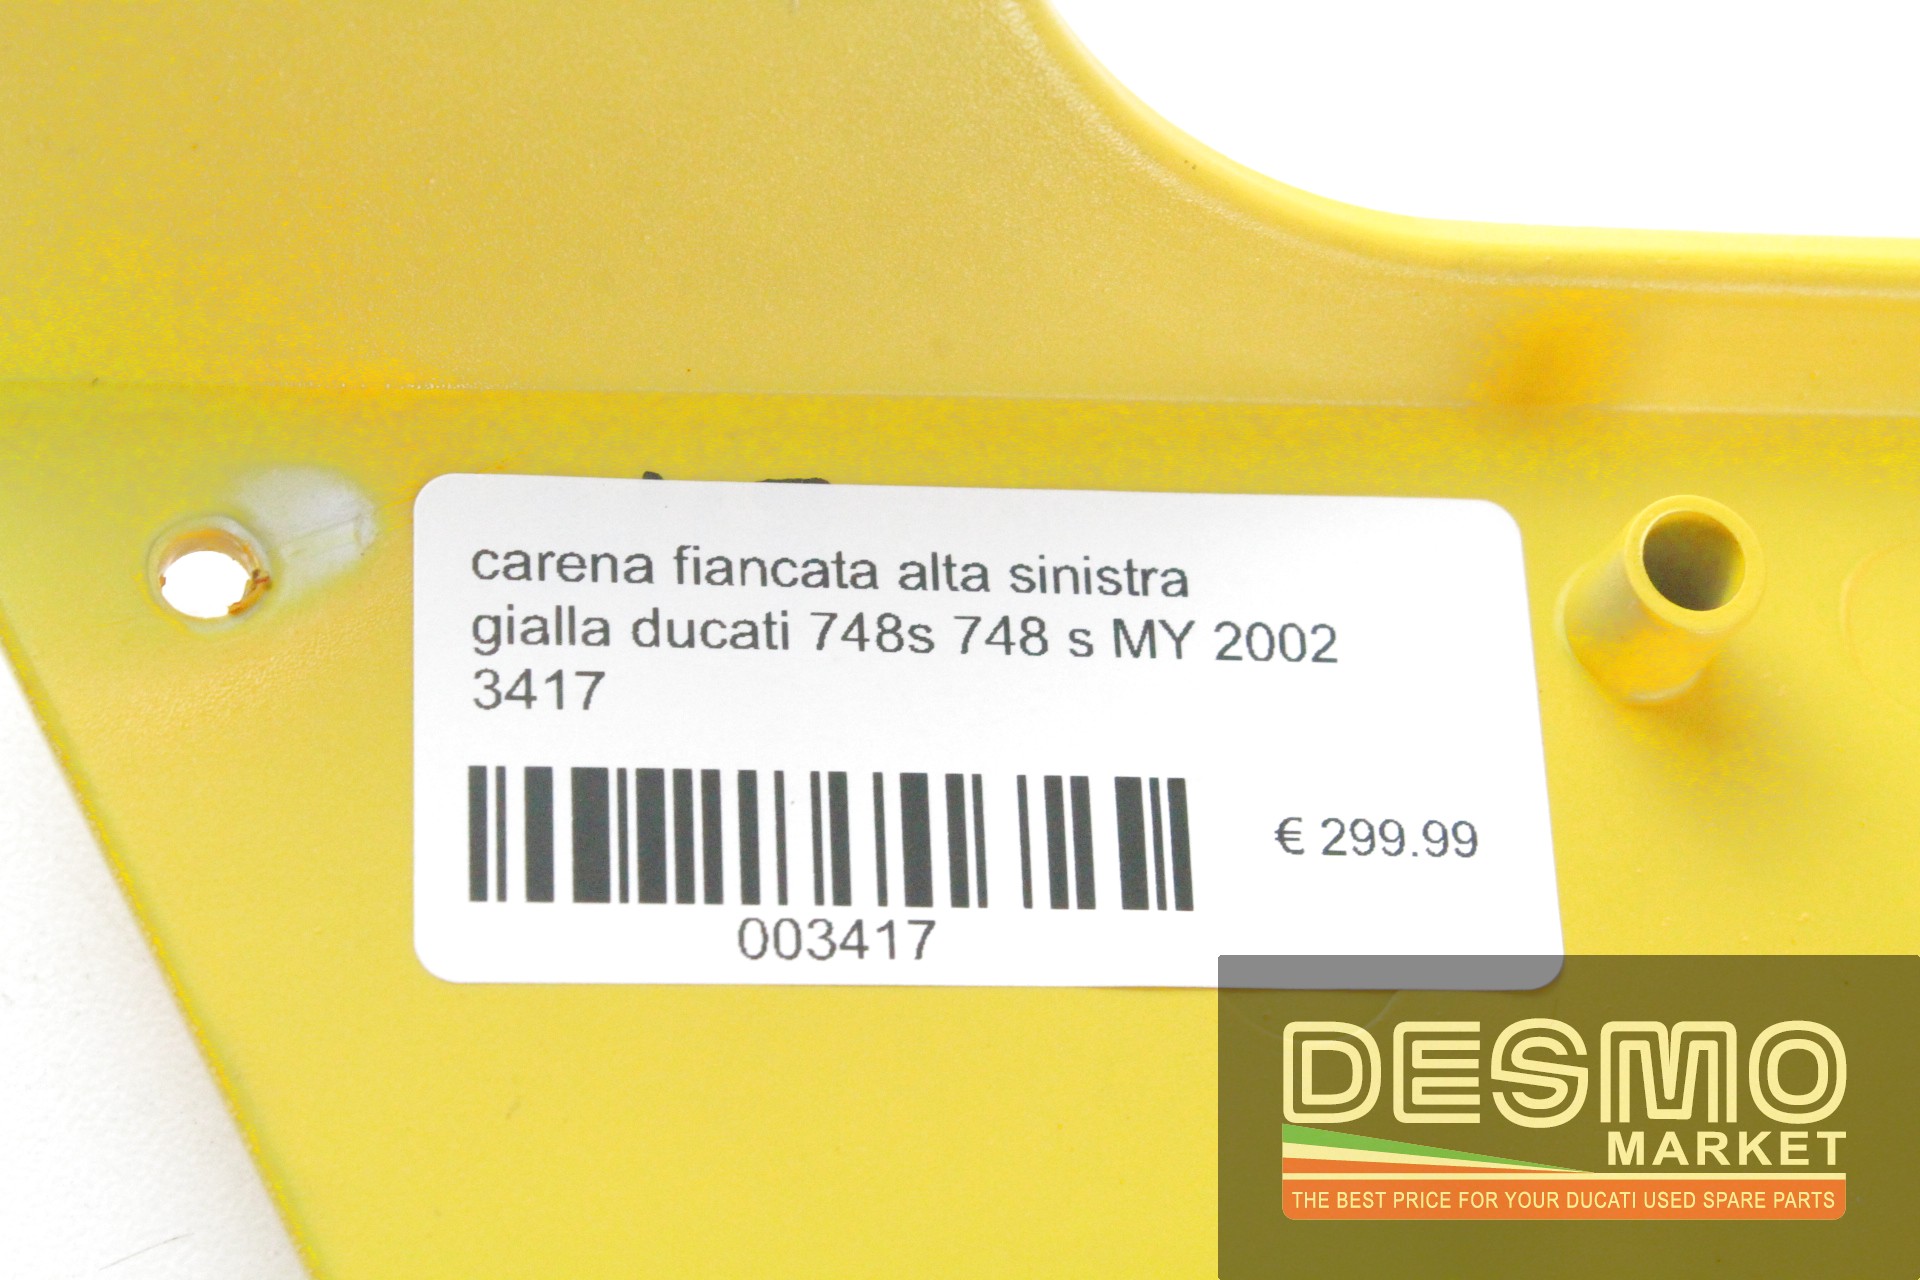 carena fiancata alta sinistra
gialla ducati 748s 748 s MY 2002
3417
€ 299.99
003417
DESMO
MARKET
THE BEST PRICE FOR YOUR DUCATI USED SPARE PARTS